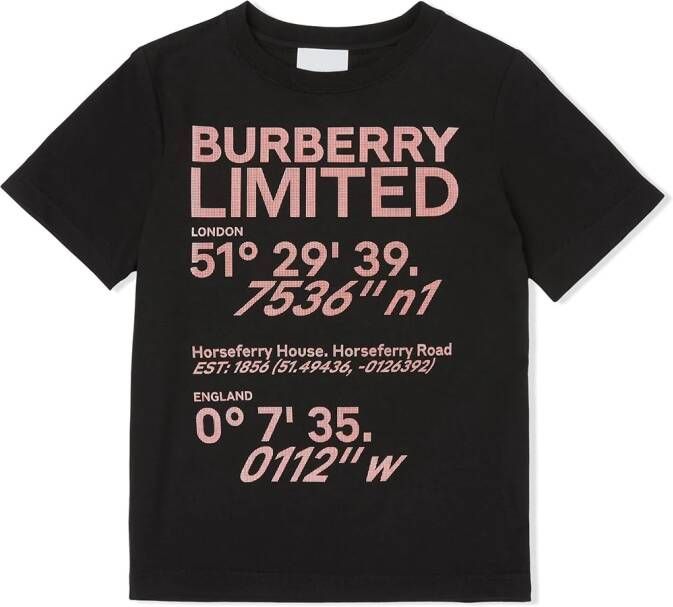 BURBERRY
LIMITED
LONDON
51° 29' 39.
7536" n1
Horseferry House. Horseferry Road
EST: 1856 (51.49436, -0126392)
ENGLAND
0° 7' 35.
0112" w